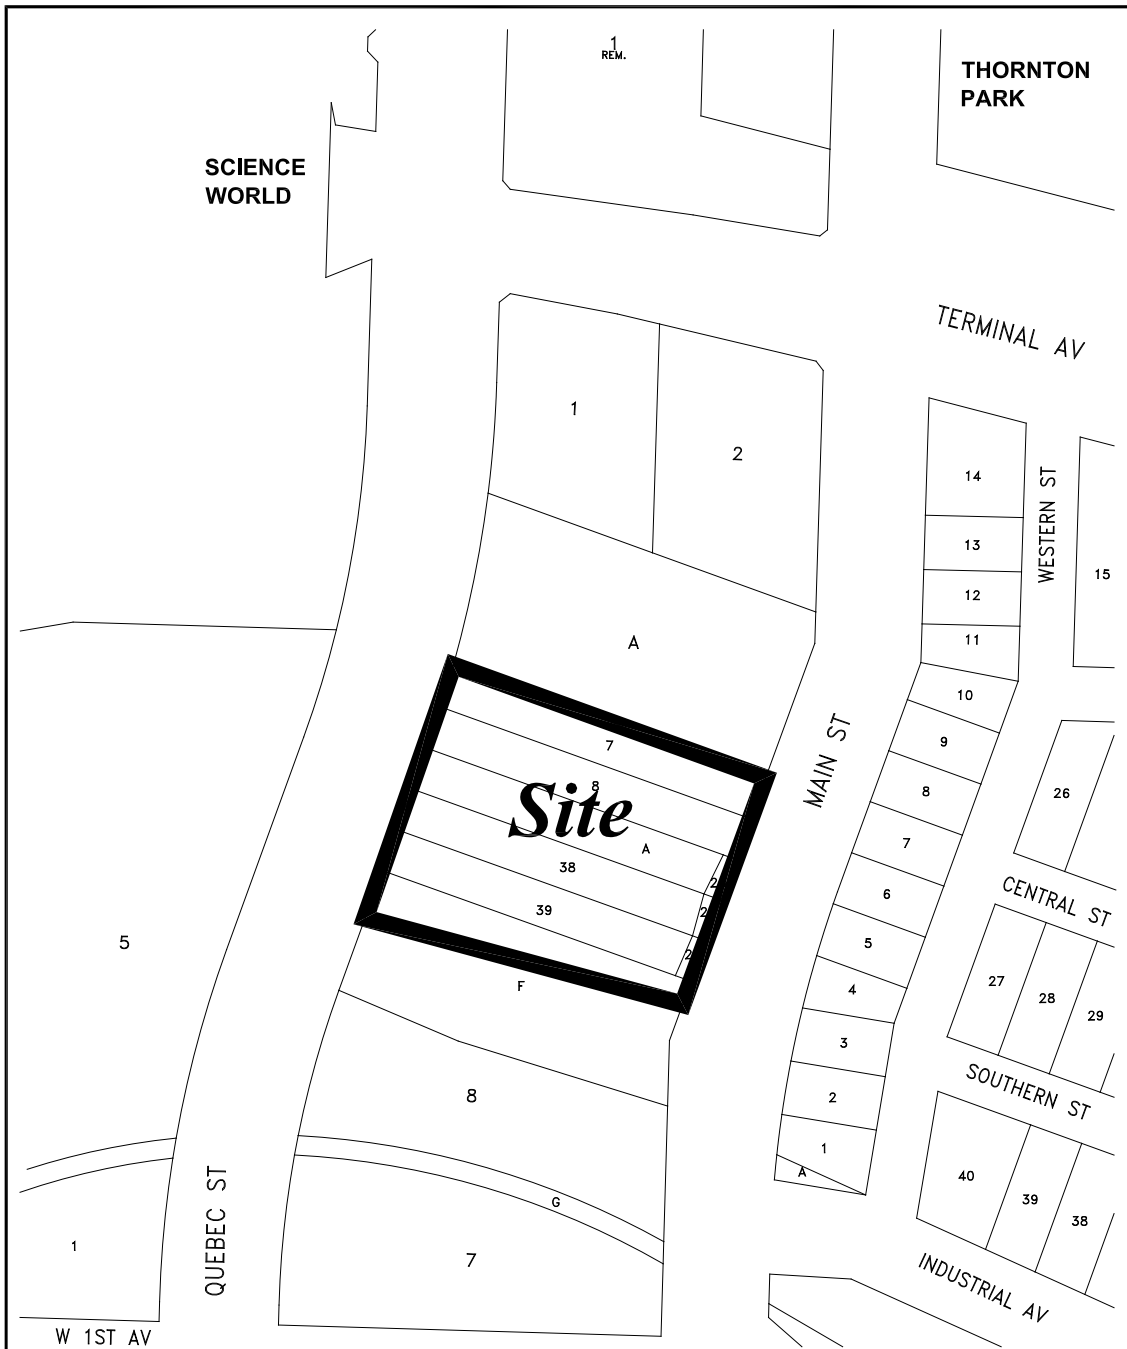 1
REM.
THORNTON
PARK
SCIENCE
WORLD
TERMINAL AV
1
2
14
13
12
11
WESTERN ST
15
A
10
9
8
7
6
5
4
3
2
1
A
MAIN ST
7
8
Site
A
38
39
2
2
2
F
26
CENTRAL ST
27
28
29
SOUTHERN ST
40
39
38
INDUSTRIAL AV
5
8
G
7
QUEBEC ST
1
W 1ST AV